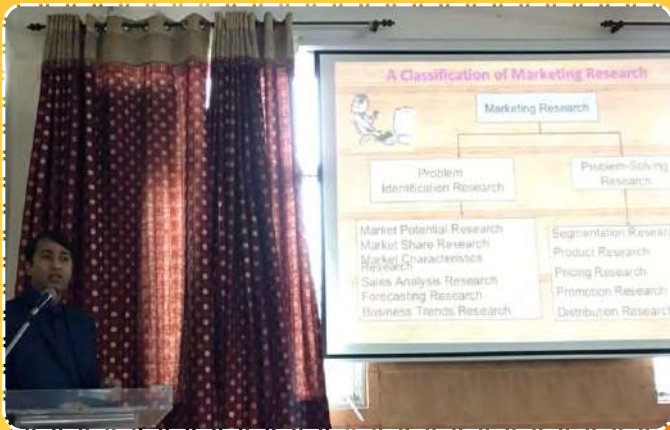 A Classification of Marketing Research
Marketing Research
Problem
Identification Research
Problem-Solving
Research
Market Potential Research
Market Share Research
Market Characteristics
Research
Sales Analysis Research
Forecasting Research
Business Trends Research
Segmentation Resear
Product Research
Pricing Research
Promotion Research
Distribution Research